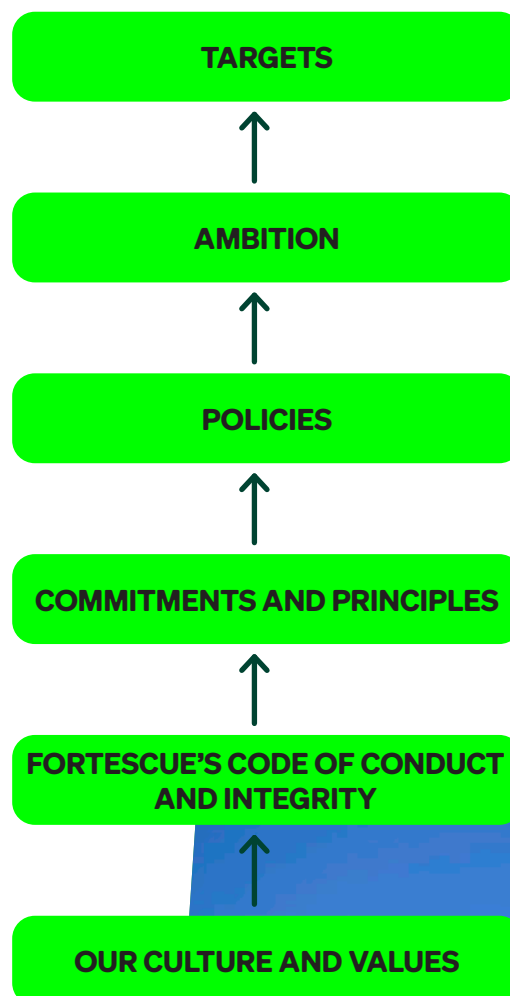 TARGETS
AMBITION
POLICIES
COMMITMENTS AND PRINCIPLES
FORTESCUE’S CODE OF CONDUCT
AND INTEGRITY
OUR CULTURE AND VALUES